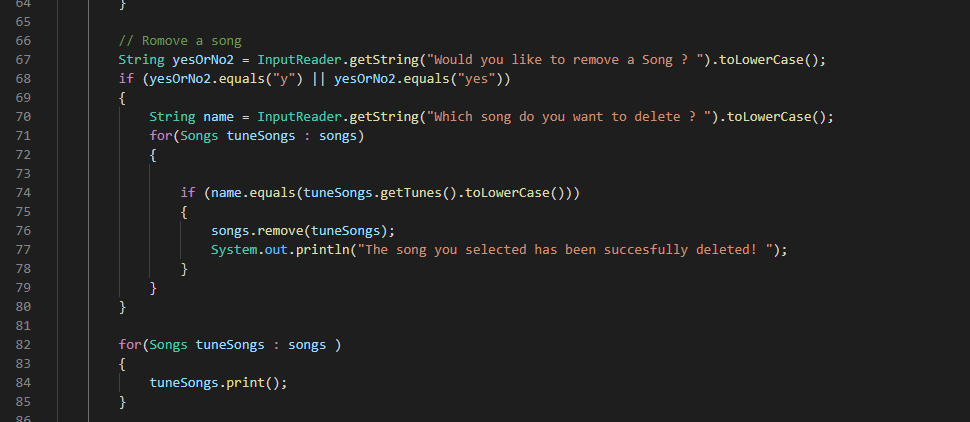 64 }
65
66 // Romove a song
67 String yesOrNo2 = InputReader.getString("Would you like to remove a Song ? ").toLowerCase();
68 if (yesOrNo2.equals("y") || yesOrNo2.equals("yes"))
69 {
70 String name = InputReader.getString("Which song do you want to delete ? ").toLowerCase();
71 for(Songs tuneSongs : songs)
72 {
73
74 if (name.equals(tuneSongs.getTunes().toLowerCase()))
75 {
76 songs.remove(tuneSongs);
77 System.out.println("The song you selected has been succesfully deleted! ");
78 }
79 }
80 }
81
82 for(Songs tuneSongs : songs )
83 {
84 tuneSongs.print();
85 }
86